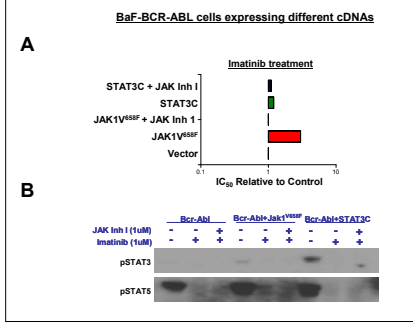 BaF-BCR-ABL cells expressing different cDNAs
A
Imatinib treatment
STAT3C + JAK Inh I
STAT3C
JAK1V658F + JAK Inh 1
JAK1V658F
Vector
0.1 1 10
IC50 Relative to Control
B
Bcr-Abl Bcr-Abl+Jak1V658F Bcr-Abl+STAT3C
JAK Inh I (1uM) - - + - - + - - +
Imatinib (1uM) - + + - + + - + +
pSTAT3
pSTAT5